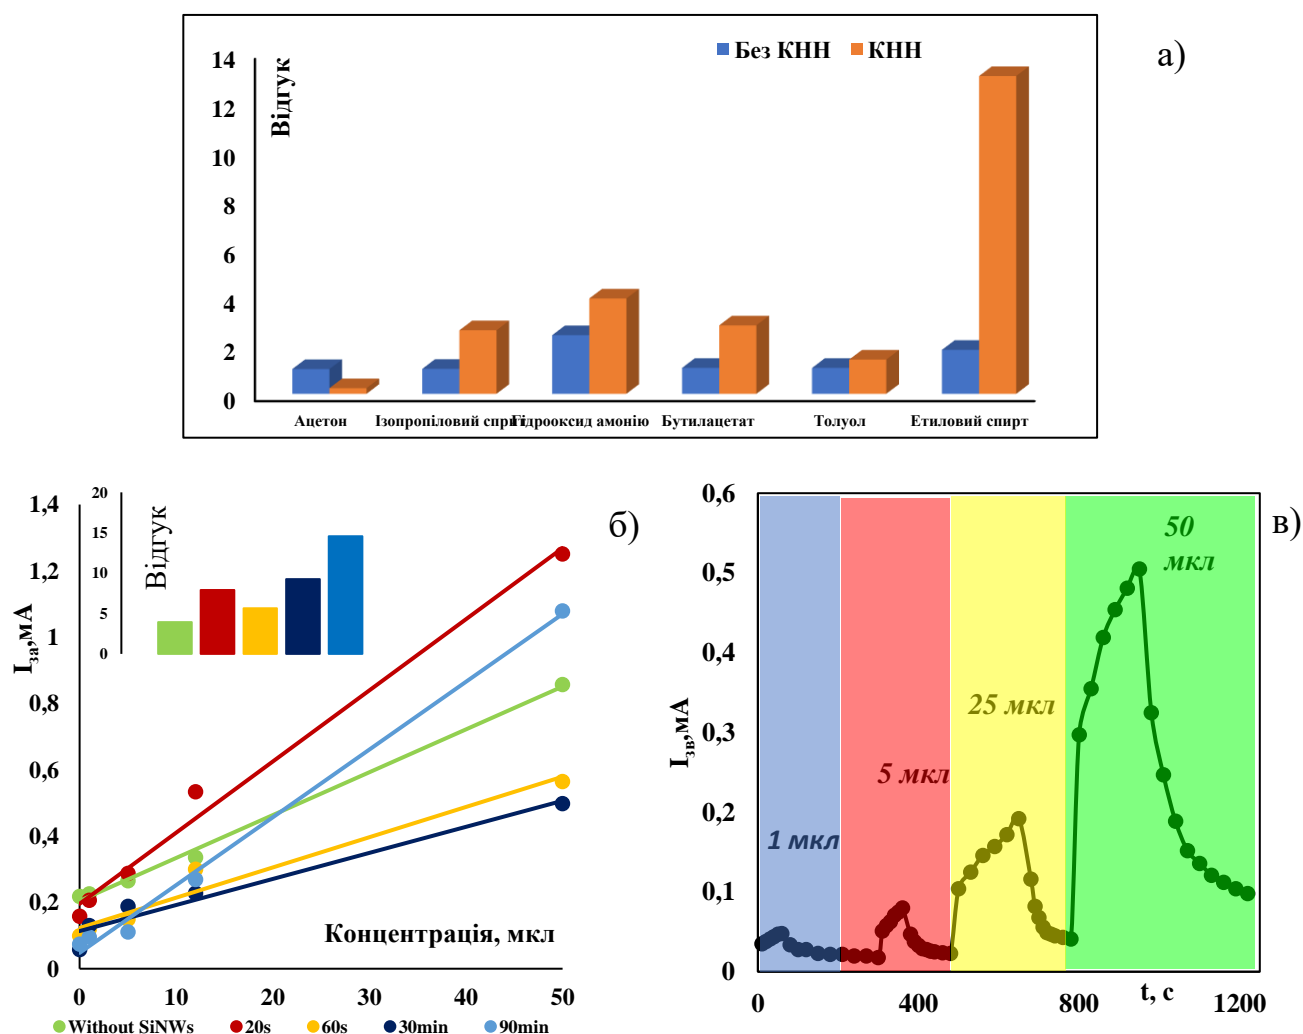 Без КНН КНН
а)
Відгук
14
12
10
8
6
4
2
0
Ацетон Ізопропіловий спирт Гідрооксид амонію Бутилацетат Толуол Етиловий спирт
б)
Iза,мА
1,4
1,2
1
0,8
0,6
0,4
0,2
0
Відгук
20
15
10
5
0
Концентрація, мкл
0 10 20 30 40 50
Without SiNWs 20s 60s 30min 90min
в)
Iзв,мА
0,6
0,5
0,4
0,3
0,2
0,1
0
1 мкл
5 мкл
25 мкл
50
мкл
t, с
0 400 800 1200